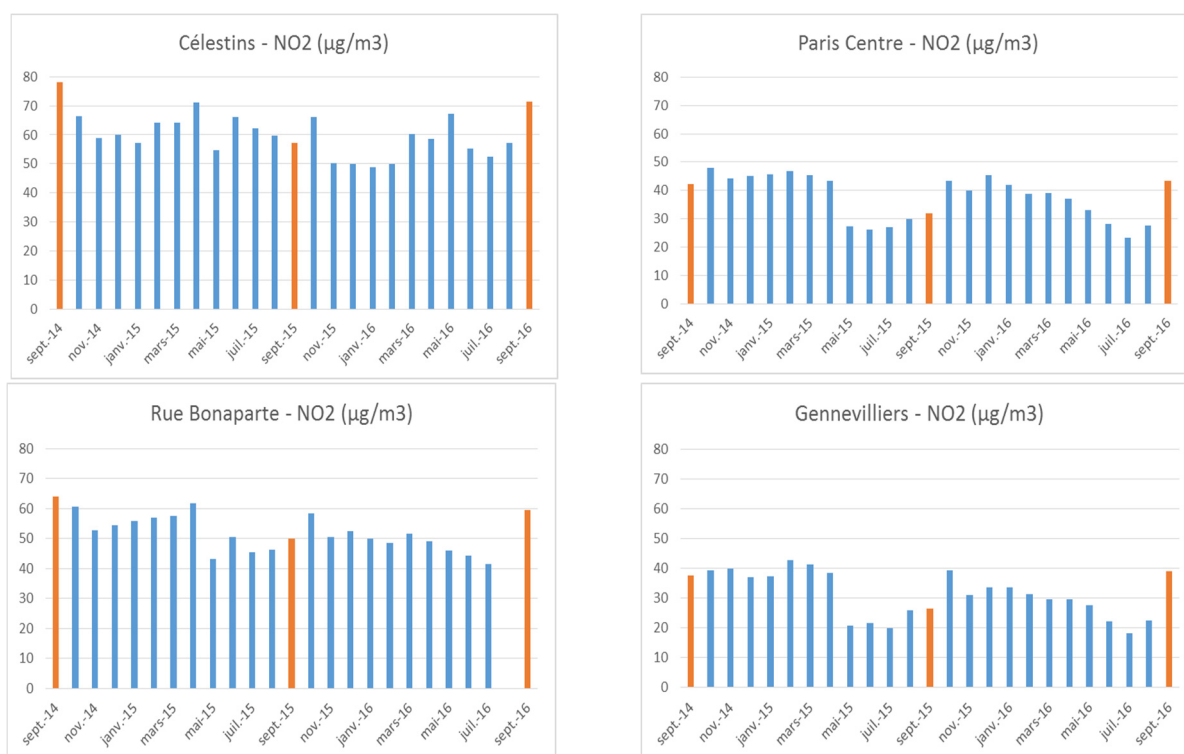 Célestins - NO2 (µg/m3)
80
70
60
50
40
30
20
10
0
sept.-14
nov.-14
janv.-15
mars-15
mai-15
juil.-15
sept.-15
nov.-15
janv.-16
mars-16
mai-16
juil.-16
sept.-16
Paris Centre - NO2 (µg/m3)
80
70
60
50
40
30
20
10
0
sept.-14
nov.-14
janv.-15
mars-15
mai-15
juil.-15
sept.-15
nov.-15
janv.-16
mars-16
mai-16
juil.-16
sept.-16
Rue Bonaparte - NO2 (µg/m3)
80
70
60
50
40
30
20
10
0
sept.-14
nov.-14
janv.-15
mars-15
mai-15
juil.-15
sept.-15
nov.-15
janv.-16
mars-16
mai-16
juil.-16
sept.-16
Gennevilliers - NO2 (µg/m3)
80
70
60
50
40
30
20
10
0
sept.-14
nov.-14
janv.-15
mars-15
mai-15
juil.-15
sept.-15
nov.-15
janv.-16
mars-16
mai-16
juil.-16
sept.-16